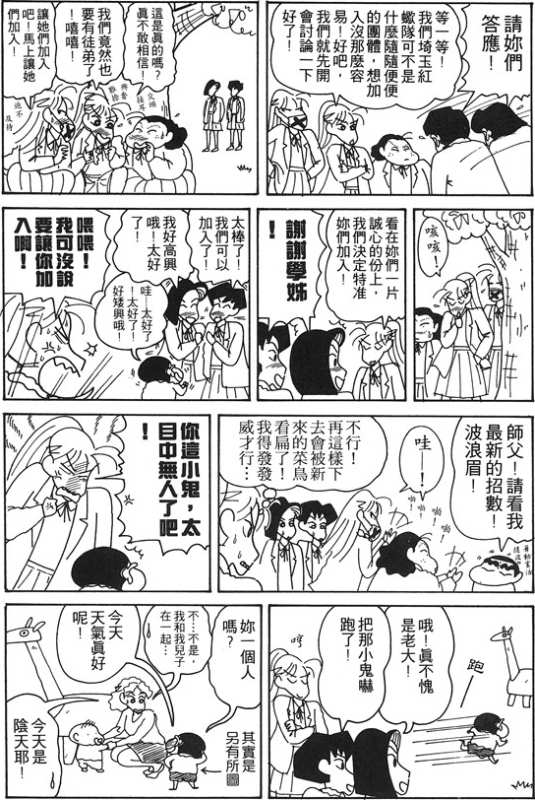 請妳們
答應！
等一等！
我們埼玉紅
蠍隊可不是
什麼隨隨便便
的團體，想加
入沒那麼容
易！好吧，
我們就先開
會討論一下
好了！
這是真的嗎？
真不敢相信！
我們竟然也
要有徒弟了
！嘻嘻！
讓她們加入
吧！馬上讓她
們加入！
迫不
及待
咳咳！
看在妳們一片
誠心的份上，
我們決定特准
妳們加入！
謝謝學姊
！
太棒了！
我們可以
加入了！
我好高興
哦！太好
了！
哇—太好了
！太好了！
好矮興哦！
喂喂！
我可沒說
要讓你加
入啊！
師父！請看我
最新的招數！
波浪眉！
哇—！
不行！
再這樣下
去會被新
來的菜鳥
看扁了！
我得發發
威才行…
你這小鬼，太
目中無人了吧
！
跑—
哦！真不愧
是老大！
把那小鬼嚇
跑了！
哼
妳一個人
嗎？
不…不是，
我和我兒子
在一起…
其實是
另有所圖
今天
天氣真好
呢！
今天是
陰天耶！